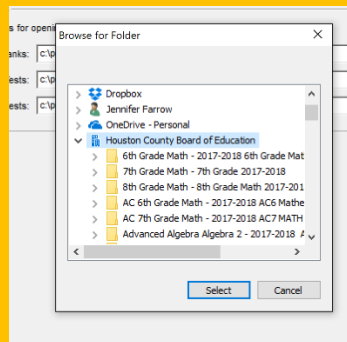 s for openi
Browse for Folder
anks: c:\p
ests: c:\p
ests: c:\p
Dropbox
Jennifer Farrow
OneDrive - Personal
Houston County Board of Education
6th Grade Math - 2017-2018 6th Grade Mat
7th Grade Math - 7th Grade 2017-2018
8th Grade Math - 8th Grade Math 2017-201
AC 6th Grade Math - 2017-2018 AC6 Mathe
AC 7th Grade Math - 2017-2018 AC7 MATH
Advanced Algebra Algebra 2 - 2017-2018 A
Select
Cancel